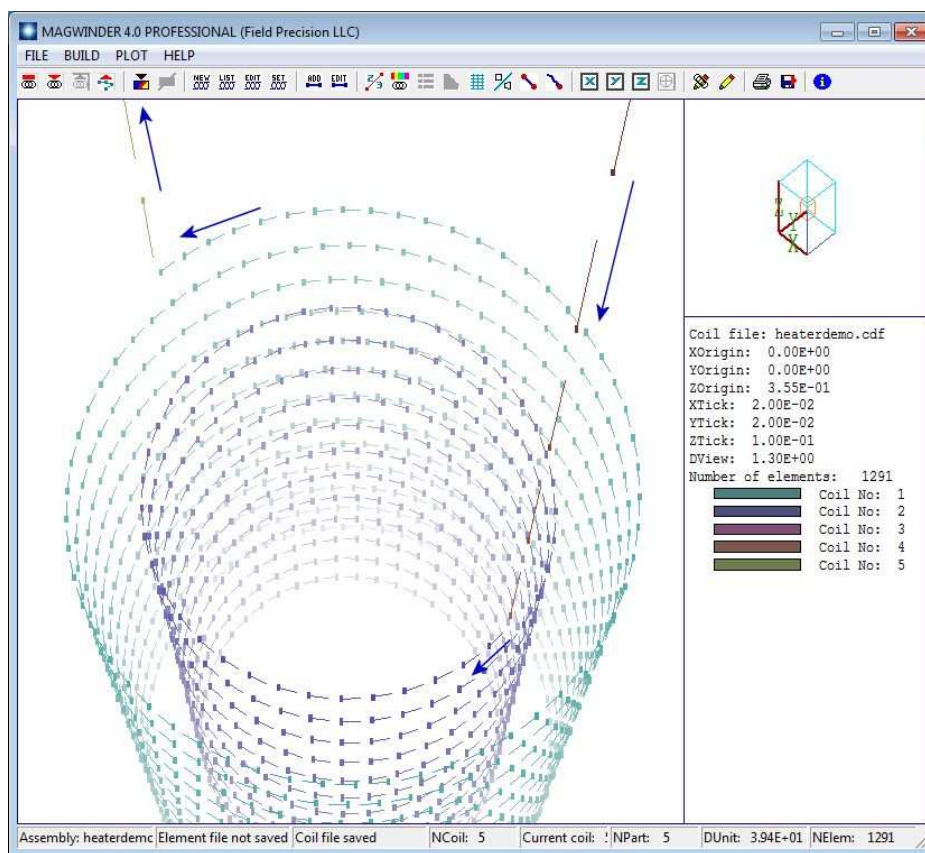 MAGWINDER 4.0 PROFESSIONAL (Field Precision LLC)
FILE BUILD PLOT HELP
NEW LIST EDIT SET ADD EDIT
X Y Z
Z
Y
X
Coil file: heaterdemo.cdf
XOrigin: 0.00E+00
YOrigin: 0.00E+00
ZOrigin: 3.55E-01
XTick: 2.00E-02
YTick: 2.00E-02
ZTick: 1.00E-01
DView: 1.30E+00
Number of elements: 1291
Coil No: 1
Coil No: 2
Coil No: 3
Coil No: 4
Coil No: 5
Assembly: heaterdemo Element file not saved Coil file saved NCoil: 5 Current coil: NPart: 5 DUnit: 3.94E+01 NElem: 1291